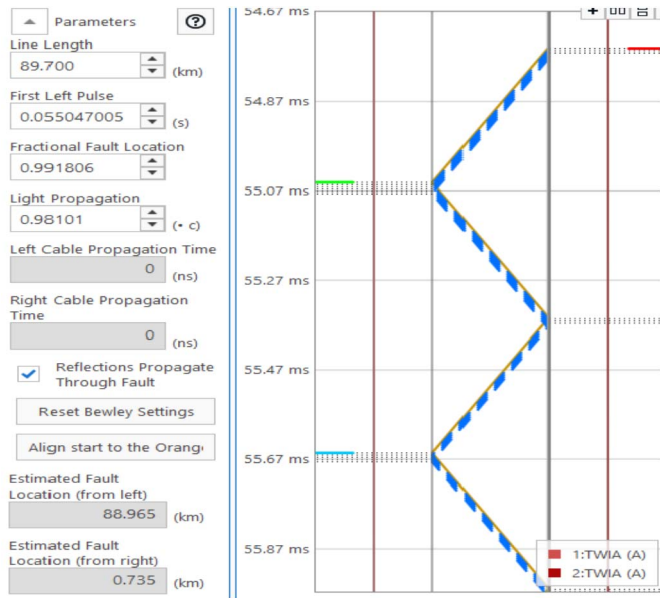 Parameters
Line Length
89.700 (km)
First Left Pulse
0.055047005 (s)
Fractional Fault Location
0.991806
Light Propagation
0.98101 (• c)
Left Cable Propagation Time
0 (ns)
Right Cable Propagation
Time
0 (ns)
Reflections Propagate
Through Fault
Reset Bewley Settings
Align start to the Orang
Estimated Fault
Location (from left)
88.965 (km)
Estimated Fault
Location (from right)
0.735 (km)
54.67 ms
54.87 ms
55.07 ms
55.27 ms
55.47 ms
55.67 ms
55.87 ms
1:TWIA (A)
2:TWIA (A)